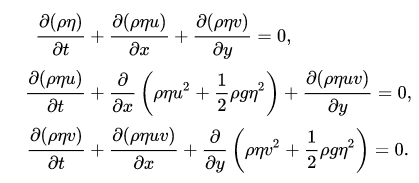 ∂(ρη)/∂t + ∂(ρηu)/∂x + ∂(ρηv)/∂y = 0,
∂(ρηu)/∂t + ∂/∂x (ρηu² + 1/2 ρgη²) + ∂(ρηuv)/∂y = 0,
∂(ρηv)/∂t + ∂(ρηuv)/∂x + ∂/∂y (ρηv² + 1/2 ρgη²) = 0.